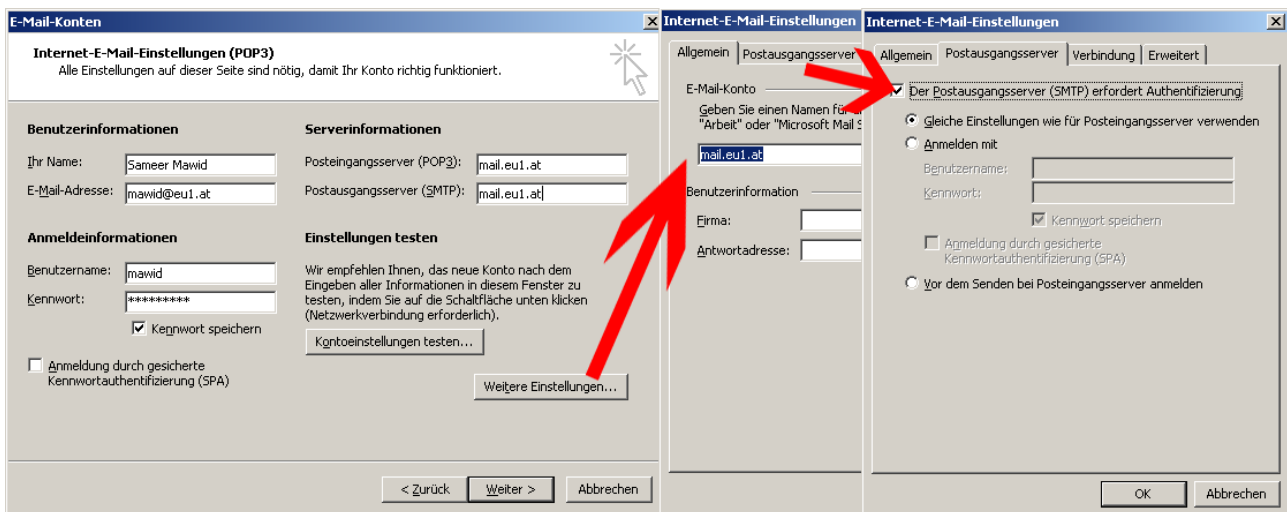 E-Mail-Konten
Internet-E-Mail-Einstellungen (POP3)
Alle Einstellungen auf dieser Seite sind nötig, damit Ihr Konto richtig funktioniert.
Benutzerinformationen
Ihr Name: Sameer Mawid
E-Mail-Adresse: mawid@eu1.at
Serverinformationen
Posteingangsserver (POP3): mail.eu1.at
Postausgangsserver (SMTP): mail.eu1.at
Anmeldeinformationen
Benutzername: mawid
Kennwort: *********
Kennwort speichern
Anmeldung durch gesicherte
Kennwortauthentifizierung (SPA)
Einstellungen testen
Wir empfehlen Ihnen, das neue Konto nach dem
Eingeben aller Informationen in diesem Fenster zu
testen, indem Sie auf die Schaltfläche unten klicken
(Netzwerkverbindung erforderlich).
Kontoeinstellungen testen...
Weitere Einstellungen...
< Zurück Weiter > Abbrechen
Internet-E-Mail-Einstellungen
Allgemein Postausgangsserver
E-Mail-Konto
Geben Sie einen Namen für
"Arbeit" oder "Microsoft Mail
mail.eu1.at
Benutzerinformation
Firma:
Antwortadresse:
Internet-E-Mail-Einstellungen
Allgemein Postausgangsserver Verbindung Erweitert
Der Postausgangsserver (SMTP) erfordert Authentifizierung
Gleiche Einstellungen wie für Posteingangsserver verwenden
Anmelden mit
Benutzername:
Kennwort:
Kennwort speichern
Anmeldung durch gesicherte
Kennwortauthentifizierung (SPA)
Vor dem Senden bei Posteingangsserver anmelden
OK Abbrechen